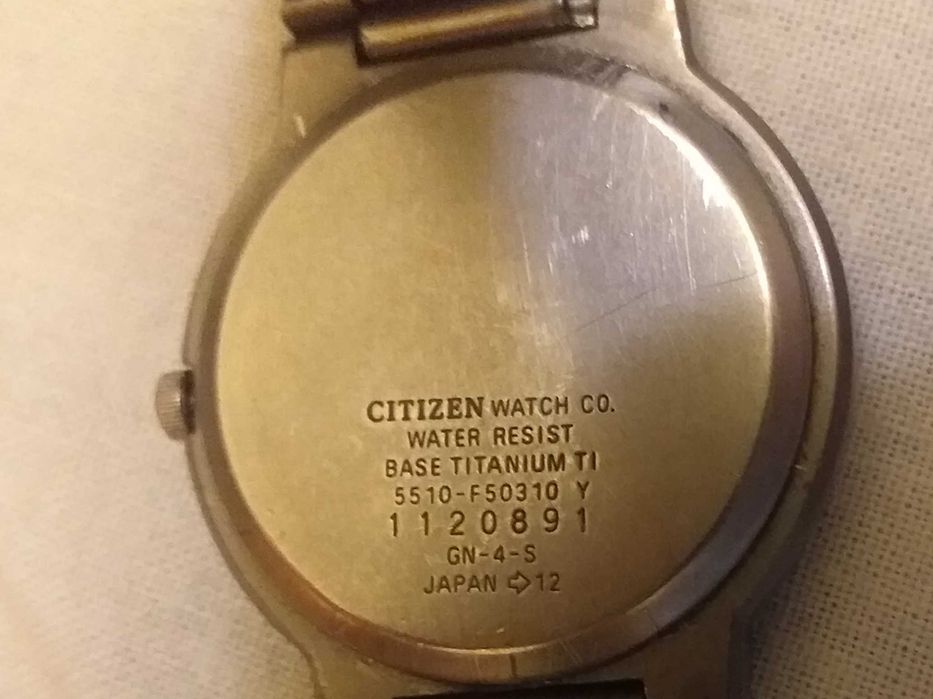 CITIZEN WATCH CO.
WATER RESIST
BASE TITANIUM TI
5510-F50310 Y
1120891
GN-4-S
JAPAN ⇨12